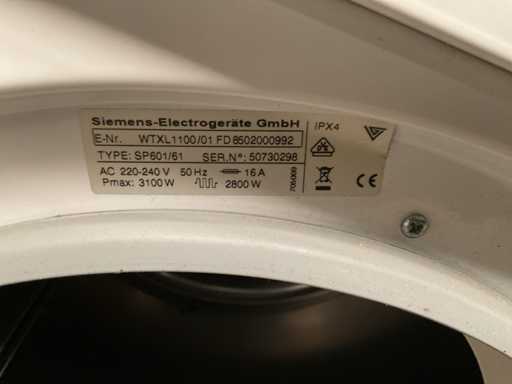 Siemens-Electrogeräte GmbH
E-Nr. WTXL1100/01 FD 8502000992
TYPE: SP601/61 SER.N°: 50730298
AC 220-240 V 50 Hz 16 A
Pmax: 3100 W 2800 W
IPX4
CE